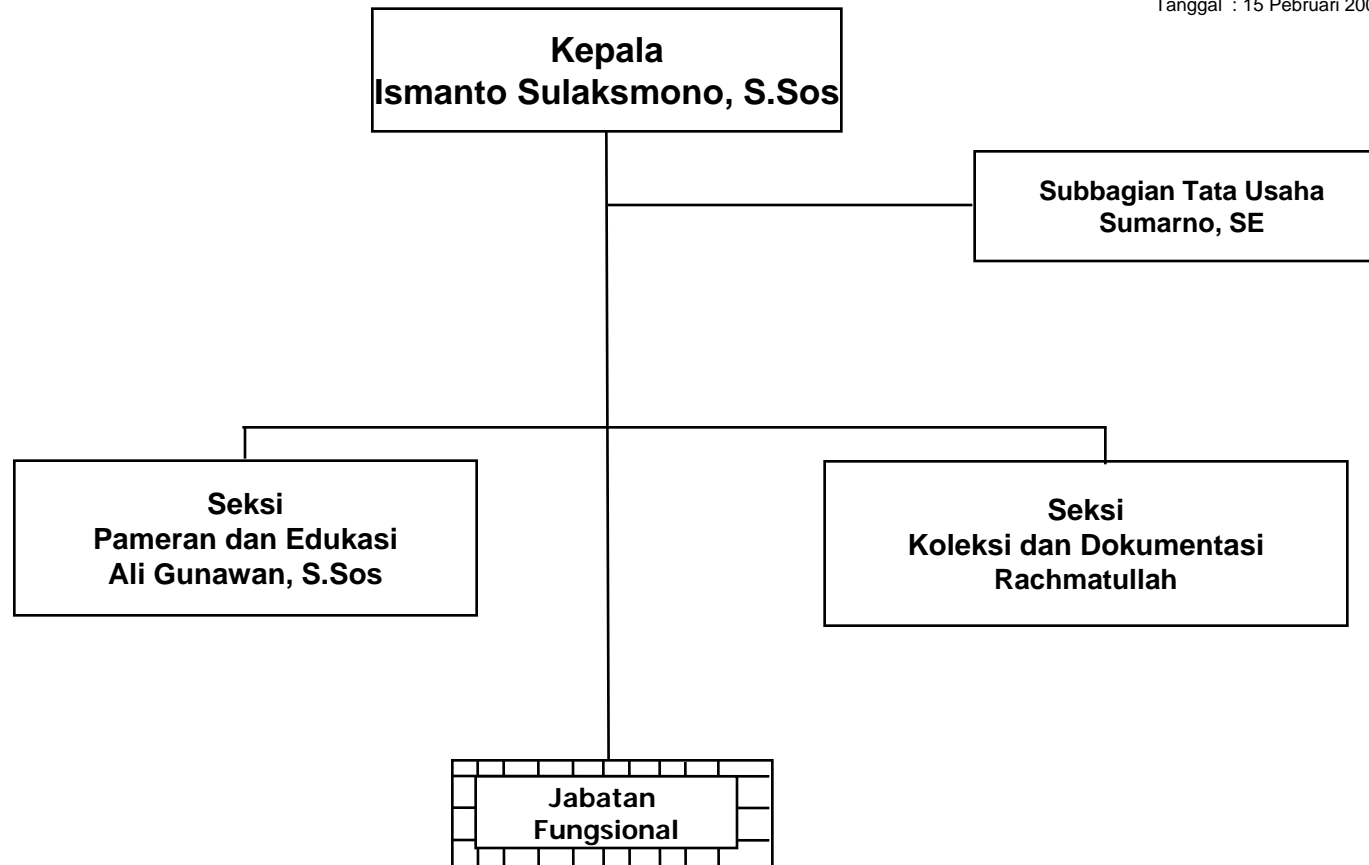 Tanggal : 15 Pebruari 200
Kepala
Ismanto Sulaksmono, S.Sos
Subbagian Tata Usaha
Sumarno, SE
Seksi
Pameran dan Edukasi
Ali Gunawan, S.Sos
Seksi
Koleksi dan Dokumentasi
Rachmatullah
Jabatan
Fungsional